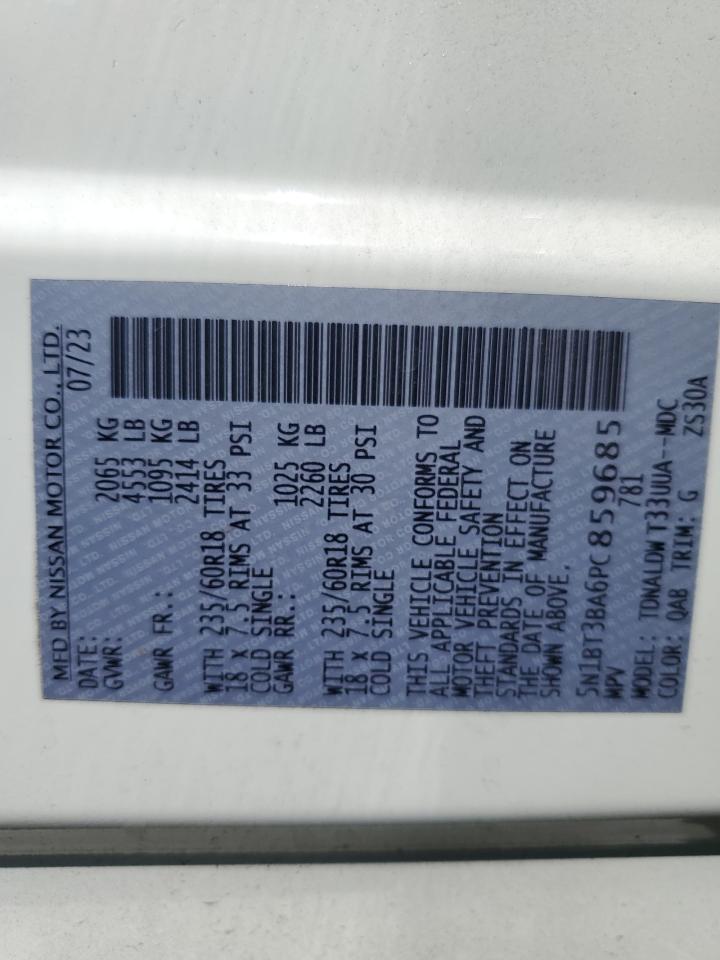 MFD BY NISSAN MOTOR CO., LTD.
DATE: 07/23
GVWR: 2065 KG
4553 LB
GAWR FR.: 1095 KG
2414 LB
WITH 235/60R18 TIRES
18 X 7.5 RIMS AT 33 PSI
COLD SINGLE
GAWR RR.: 1025 KG
2260 LB
WITH 235/60R18 TIRES
18 X 7.5 RIMS AT 30 PSI
COLD SINGLE
THIS VEHICLE CONFORMS TO
ALL APPLICABLE FEDERAL
MOTOR VEHICLE SAFETY AND
THEFT PREVENTION
STANDARDS IN EFFECT ON
THE DATE OF MANUFACTURE
SHOWN ABOVE.
5N1BT3BA6PC859685
MPV 781
MODEL: TDNALDW T33UUA--MDC
COLOR: QAB TRIM: G ZS30A